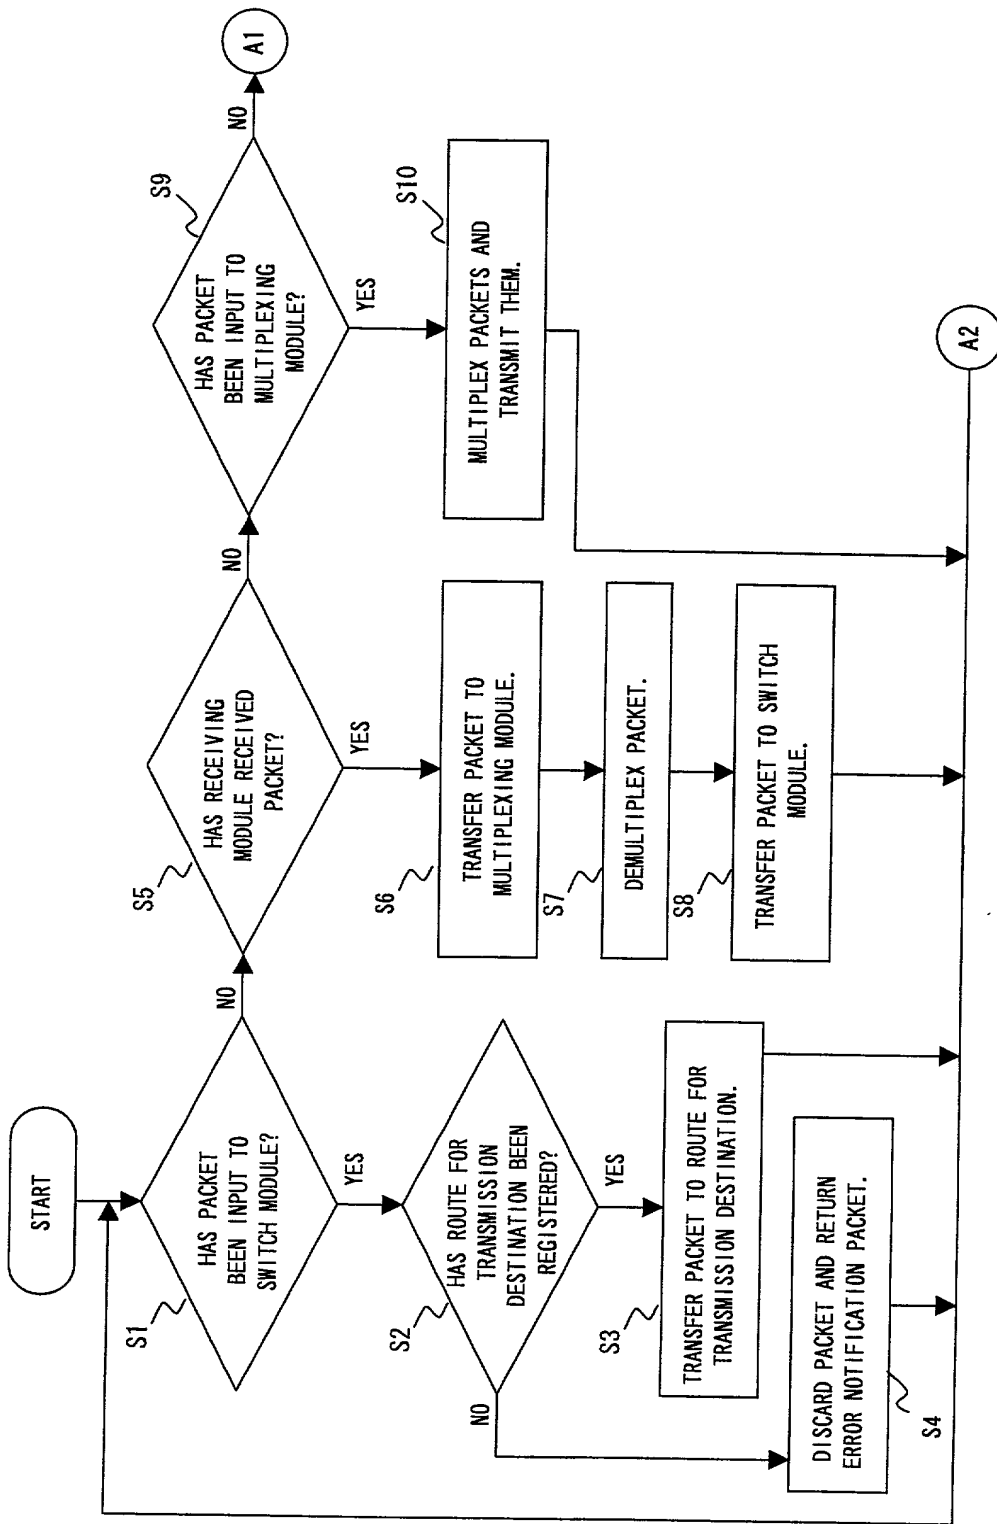 START
S1
HAS PACKET
BEEN INPUT TO
SWITCH MODULE?
NO
YES
S2
HAS ROUTE FOR
TRANSMISSION
DESTINATION BEEN
REGISTERED?
NO
YES
S3
TRANSFER PACKET TO ROUTE FOR
TRANSMISSION DESTINATION.
DISCARD PACKET AND RETURN
ERROR NOTIFICATION PACKET.
S4
S5
HAS RECEIVING
MODULE RECEIVED
PACKET?
NO
YES
S6
TRANSFER PACKET TO
MULTIPLEXING MODULE.
S7
DEMULTIPLEX PACKET.
S8
TRANSFER PACKET TO SWITCH
MODULE.
S9
HAS PACKET
BEEN INPUT TO
MULTIPLEXING
MODULE?
NO
A1
YES
S10
MULTIPLEX PACKETS AND
TRANSMIT THEM.
A2